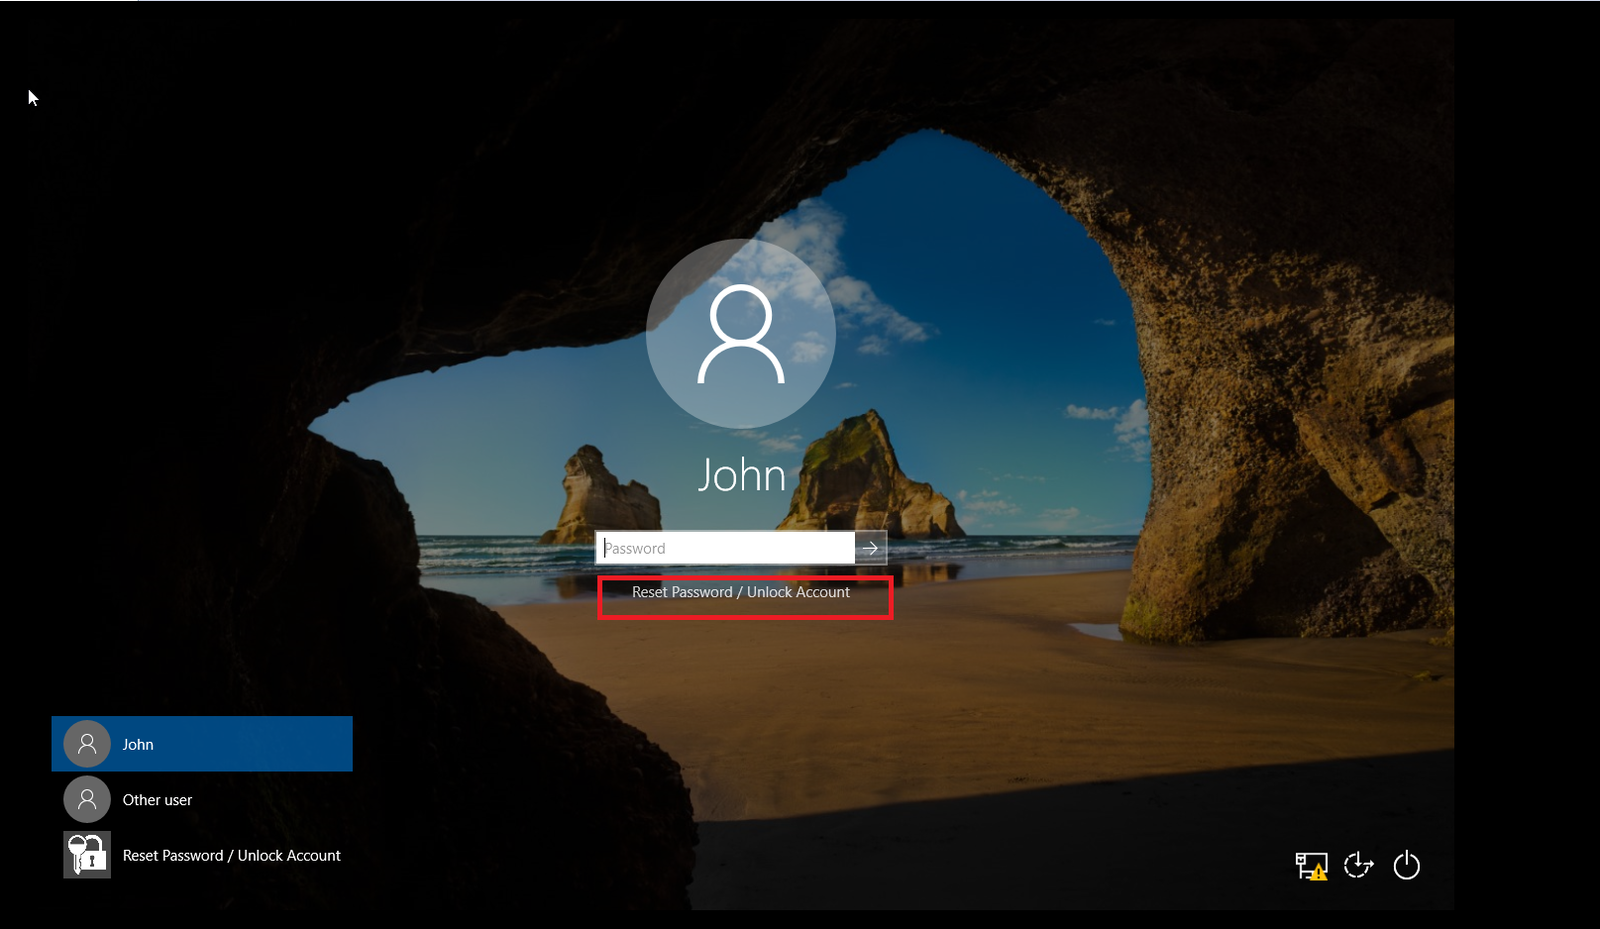 John
Password
Reset Password / Unlock Account
John
Other user
Reset Password / Unlock Account